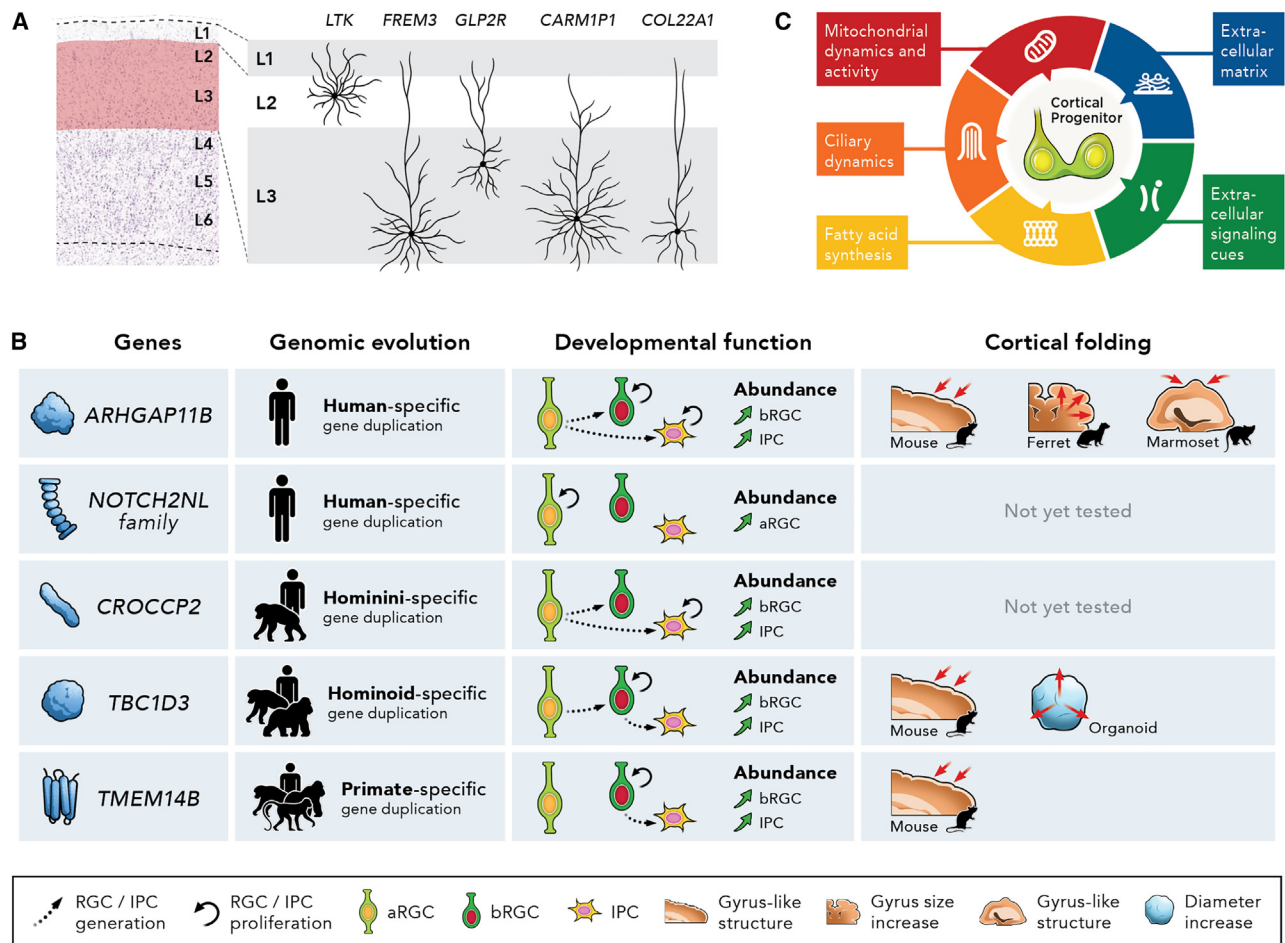 A
LTK FREM3 GLP2R CARM1P1 COL22A1
L1
L2
L3
L4
L5
L6
L1
L2
L3
C
Mitochondrial
dynamics and
activity
Extra-
cellular
matrix
Ciliary
dynamics
Cortical
Progenitor
Fatty acid
synthesis
Extra-
cellular
signaling
cues
B
Genes Genomic evolution Developmental function Cortical folding
ARHGAP11B
Human-specific
gene duplication
Abundance
bRGC
IPC
Mouse Ferret Marmoset
NOTCH2NL
family
Human-specific
gene duplication
Abundance
aRGC
Not yet tested
CROCCP2
Hominini-specific
gene duplication
Abundance
bRGC
IPC
Not yet tested
TBC1D3
Hominoid-specific
gene duplication
Abundance
bRGC
IPC
Mouse Organoid
TMEM14B
Primate-specific
gene duplication
Abundance
bRGC
IPC
Mouse
RGC / IPC
generation
RGC / IPC
proliferation
aRGC
bRGC
IPC
Gyrus-like
structure
Gyrus size
increase
Gyrus-like
structure
Diameter
increase